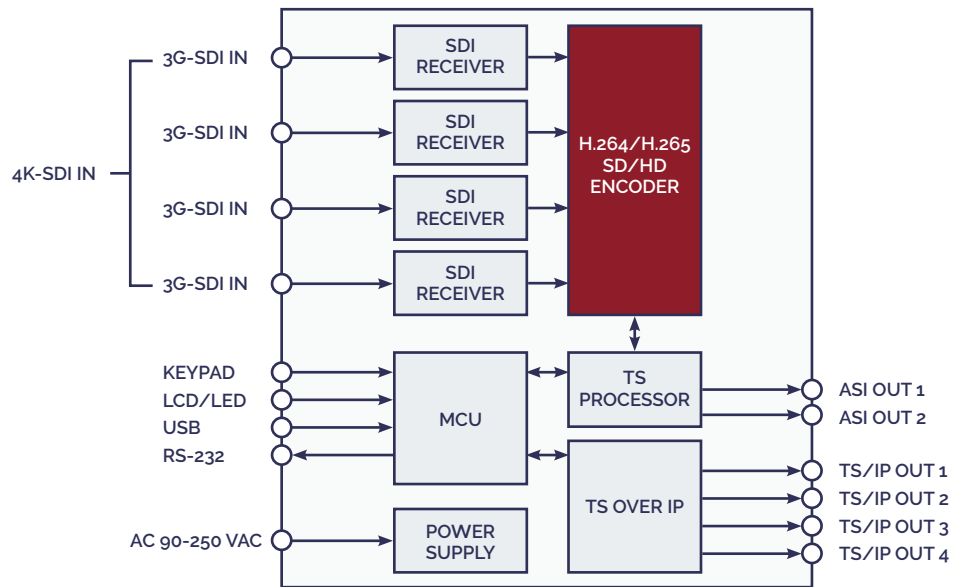 4K-SDI IN
3G-SDI IN
3G-SDI IN
3G-SDI IN
3G-SDI IN
SDI
RECEIVER
SDI
RECEIVER
SDI
RECEIVER
SDI
RECEIVER
H.264/H.265
SD/HD
ENCODER
KEYPAD
LCD/LED
USB
RS-232
MCU
TS
PROCESSOR
ASI OUT 1
ASI OUT 2
TS OVER IP
TS/IP OUT 1
TS/IP OUT 2
TS/IP OUT 3
TS/IP OUT 4
AC 90-250 VAC
POWER
SUPPLY